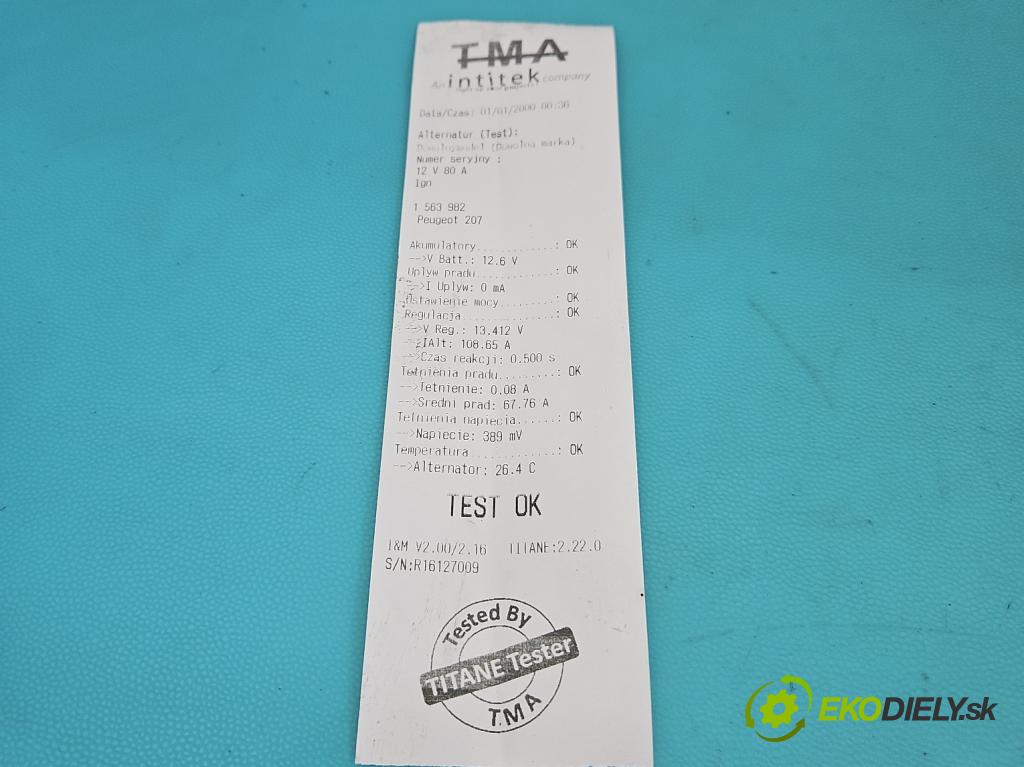 TMA
An intitek company
Data/Czas: 01/01/2000 00:36
Alternatur (Test):
(Dowolna marka)
Numer seryjny :
12 V 80 A
Ign
1 563 982
Peugeot 207
Akumulatory............: OK
-->V Batt.: 12.6 V
Uplyw pradu............: OK
-->I Uplyw: 0 mA
Ustawienie mocy........: OK
Regulacja..............: OK
-->V Reg.: 13.412 V
-->IAlt: 108.65 A
-->Czas reakcji: 0.500 s
Tetnienia pradu........: OK
-->Tetnienie: 0.08 A
-->Sredni prad: 67.76 A
Tetnienia napiecia.....: OK
-->Napiecie: 389 mV
Temperatura............: OK
-->Alternator: 26.4 C
TEST OK
I&M V2.00/2.16 TITANE:2.22.0
S/N:R16127009
Tested By
TITANE Tester
TMA
EKODIELY.sk